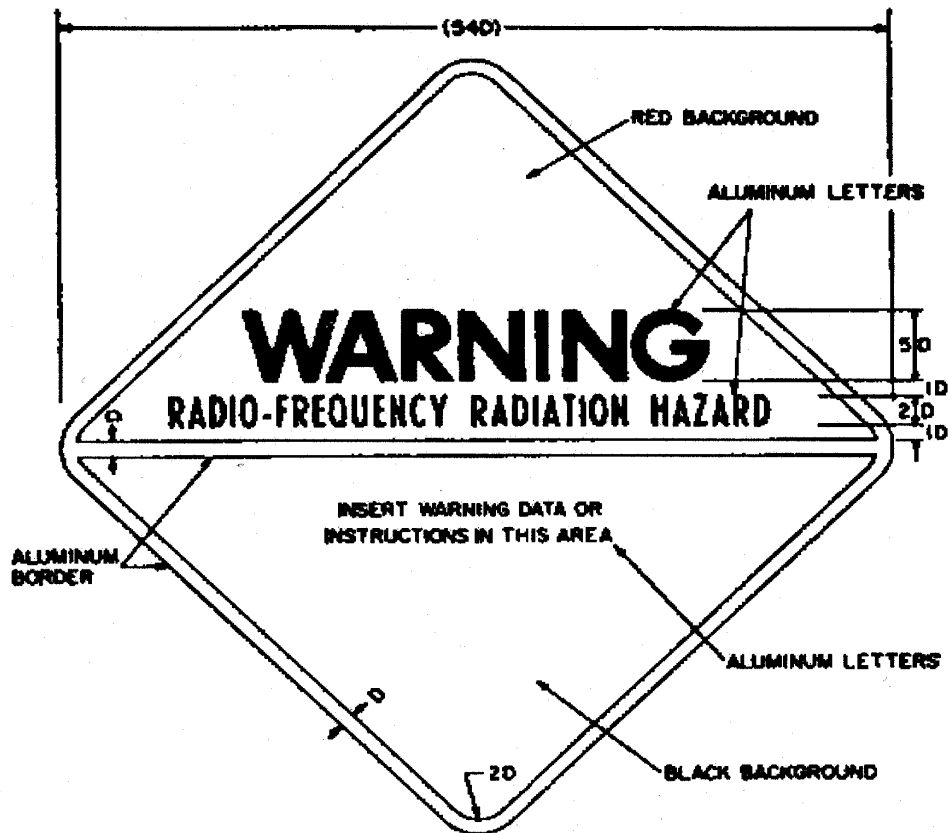 (54D)
RED BACKGROUND
ALUMINUM LETTERS
WARNING
5D
1D
RADIO-FREQUENCY RADIATION HAZARD
2D
D
1D
INSERT WARNING DATA OR
INSTRUCTIONS IN THIS AREA
ALUMINUM
BORDER
ALUMINUM LETTERS
D
2D
BLACK BACKGROUND